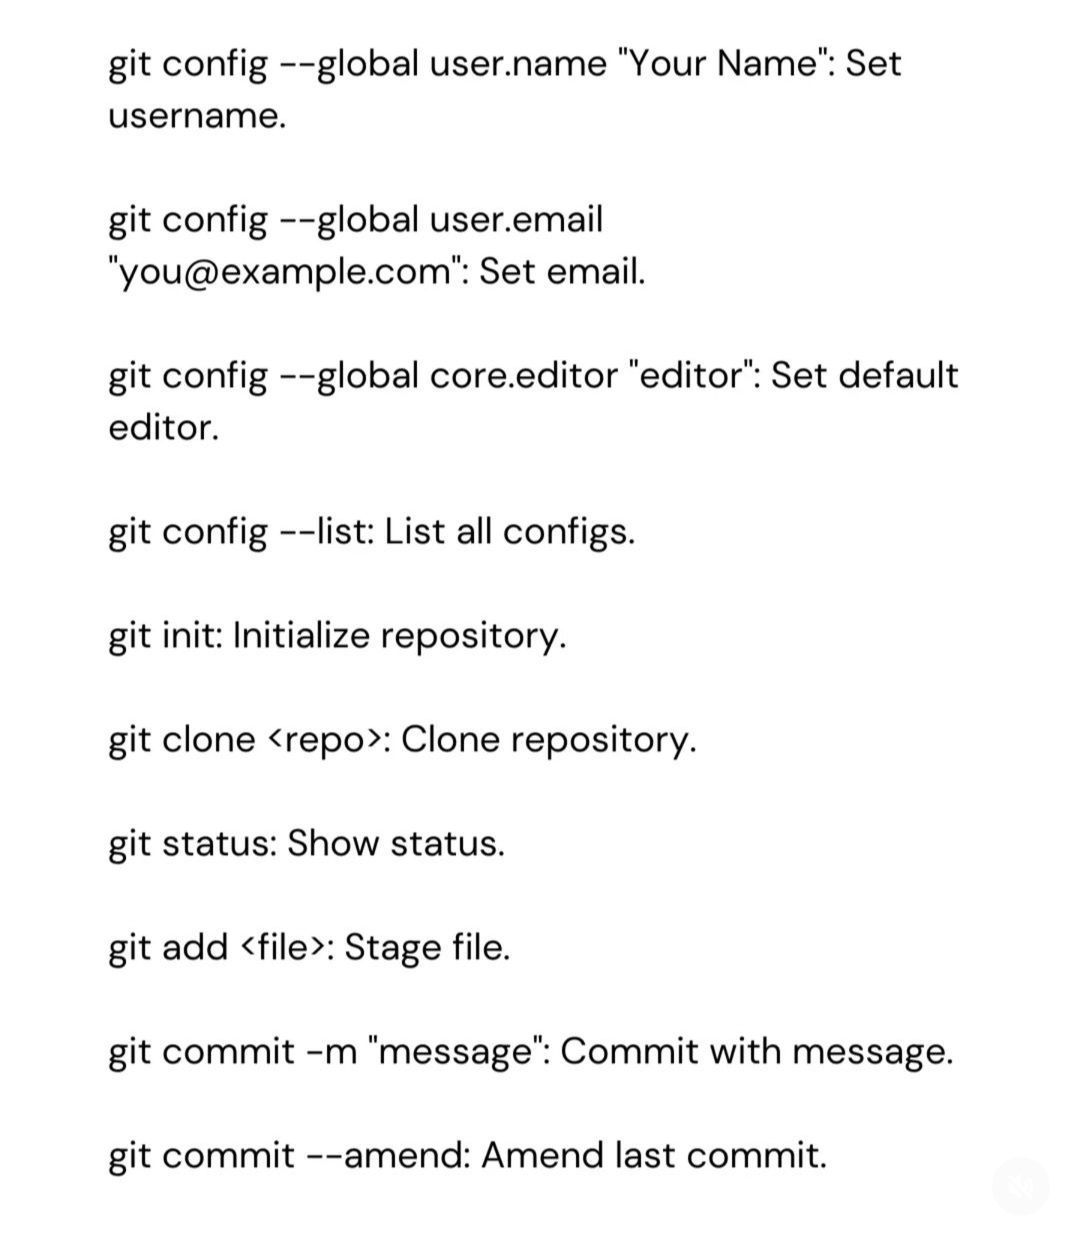 git config --global user.name "Your Name": Set
username.
git config --global user.email
"you@example.com": Set email.
git config --global core.editor "editor": Set default
editor.
git config --list: List all configs.
git init: Initialize repository.
git clone <repo>: Clone repository.
git status: Show status.
git add <file>: Stage file.
git commit -m "message": Commit with message.
git commit --amend: Amend last commit.